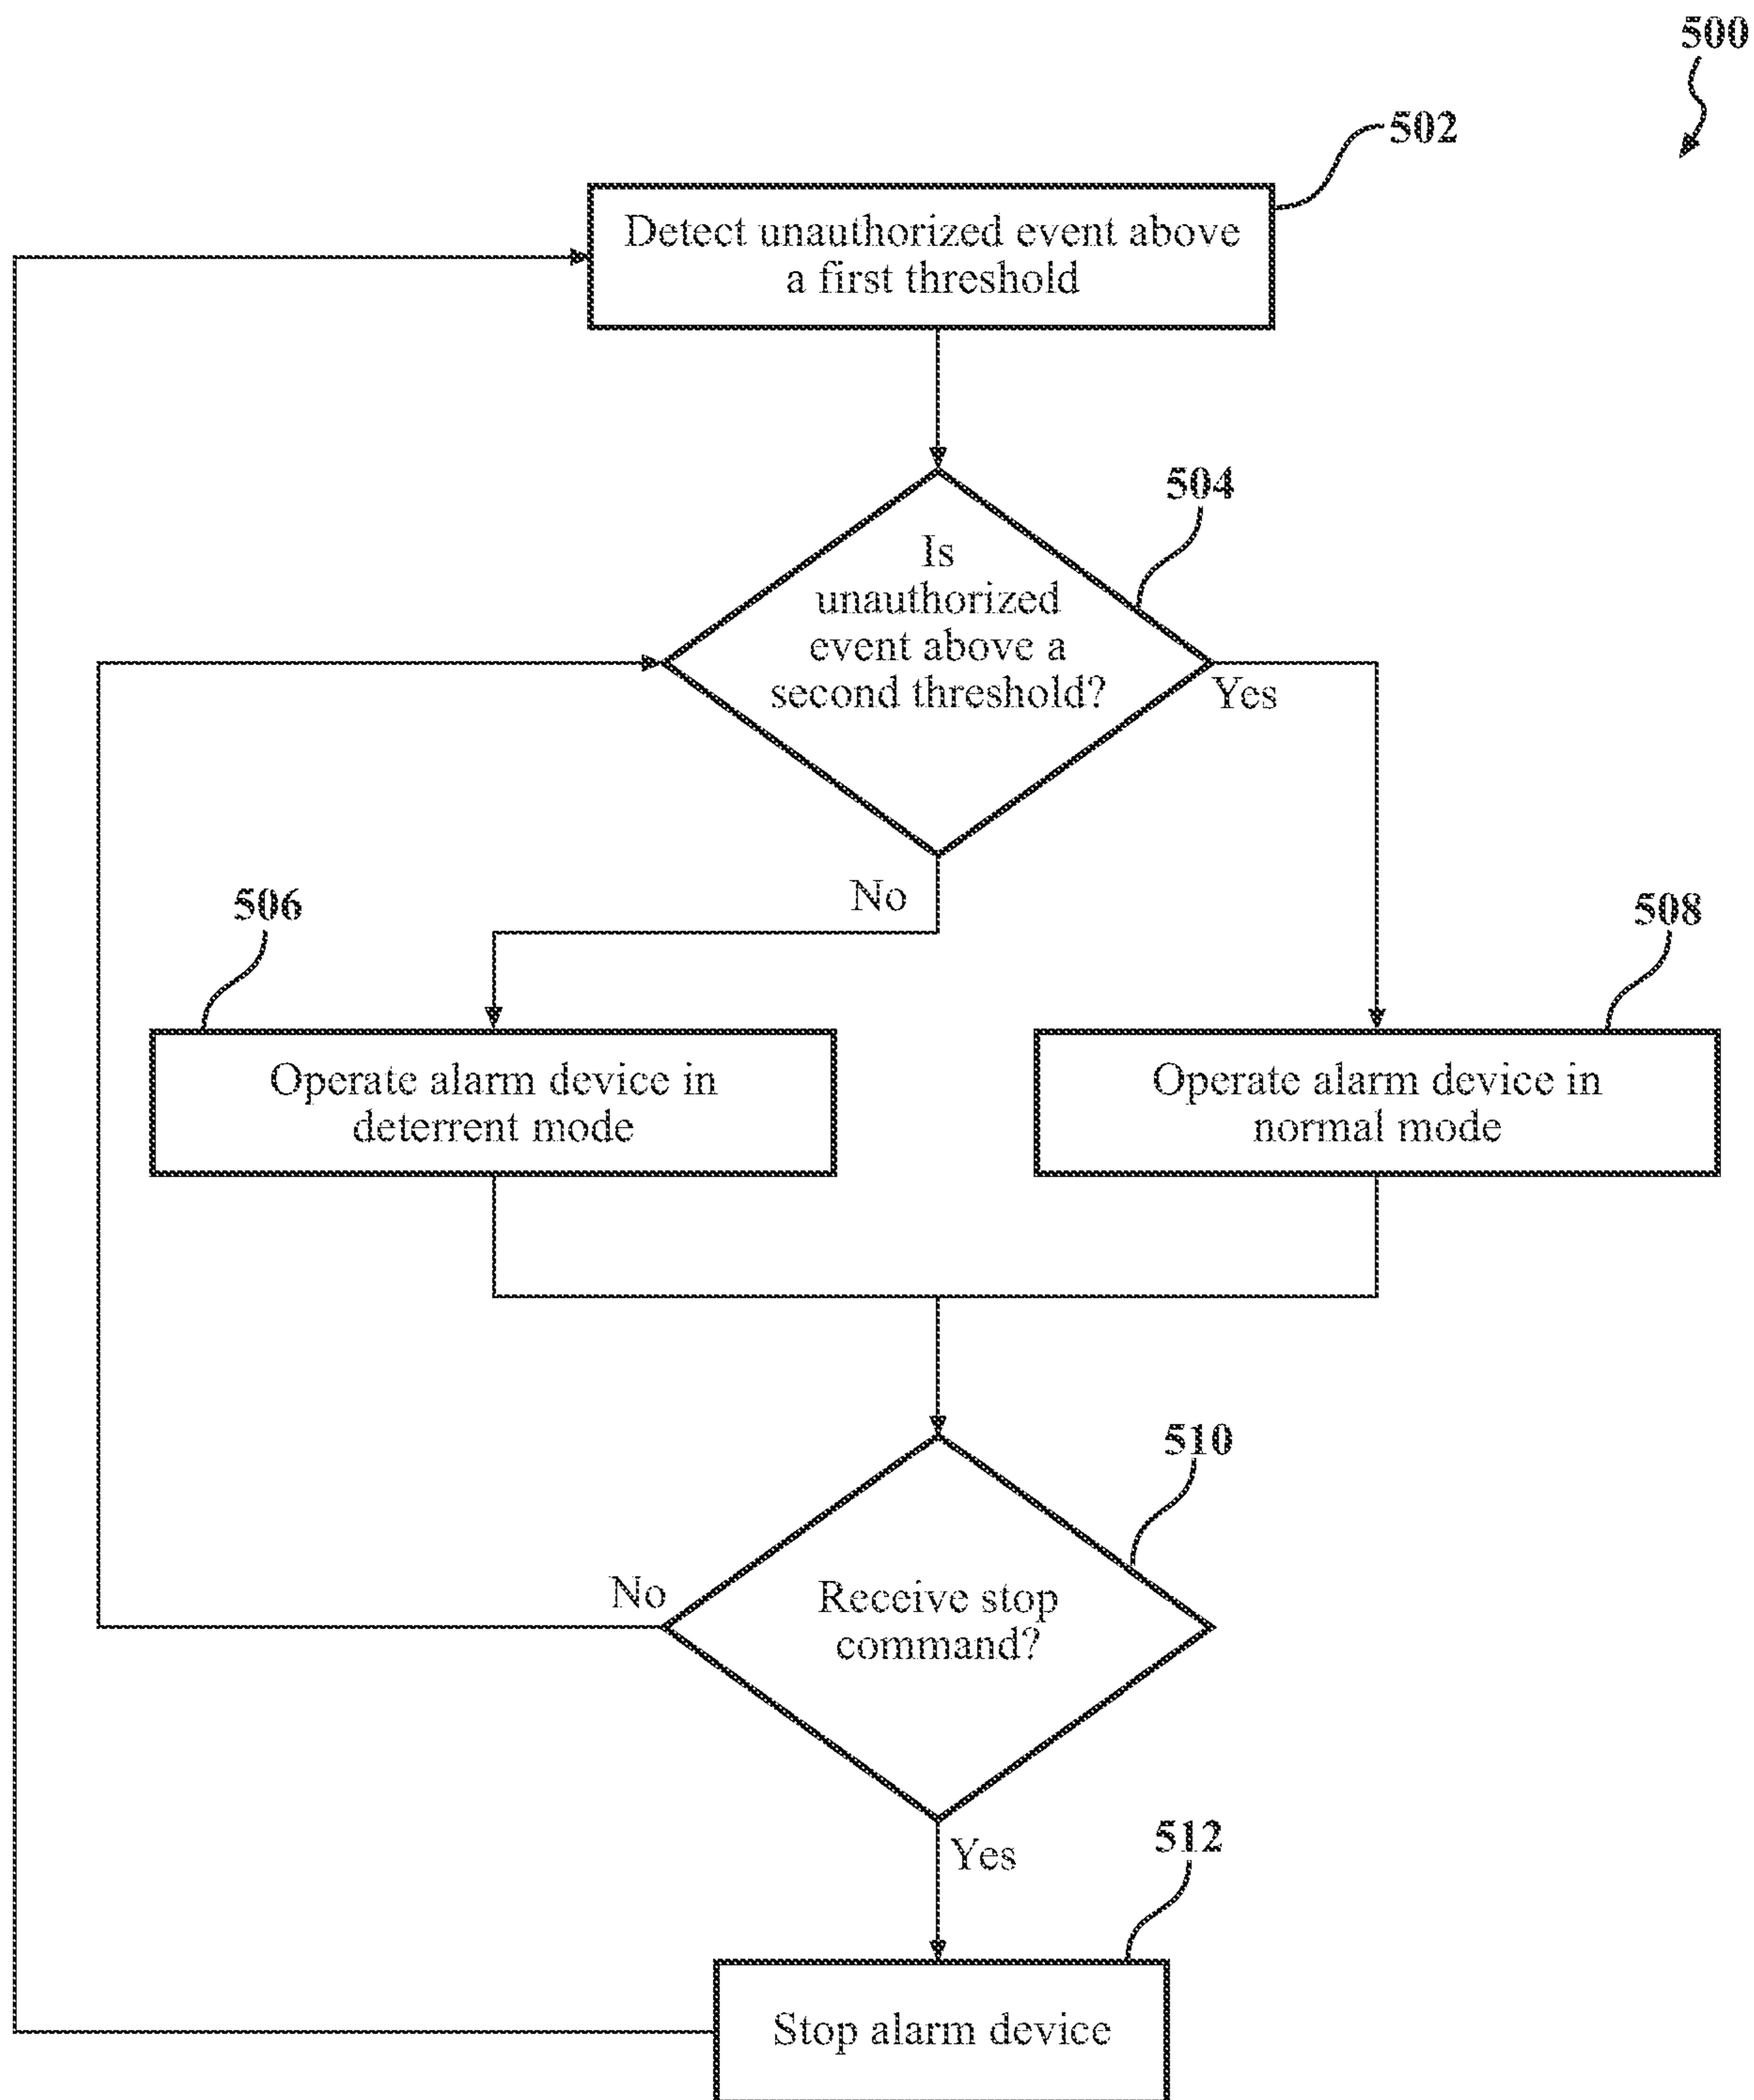 500
502
Detect unauthorized event above
a first threshold
504
Is
unauthorized
event above a
second threshold?
Yes
No
506
508
Operate alarm device in
deterrent mode
Operate alarm device in
normal mode
510
No
Receive stop
command?
Yes
512
Stop alarm device